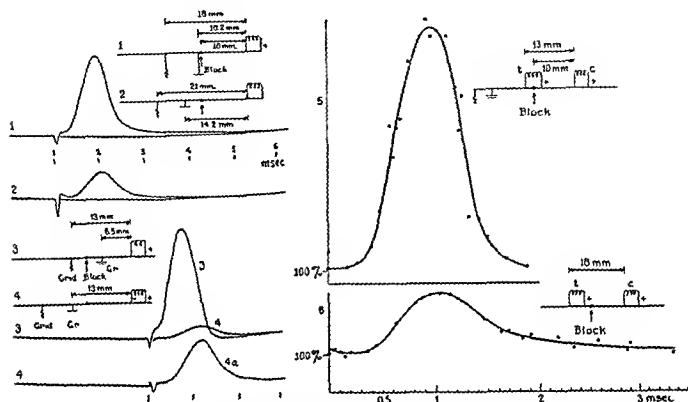 18 mm
10.2 mm
10 mm
1
Block
2
21 mm
14.2 mm
1
1 2 3 4 5 6
msec
2
13 mm
8.5 mm
3
Grid Block Gr
4
13 mm
Grid Gr
3
4
3
4a
4
1
5
100%
13 mm
10 mm
t
c
Block
6
100%
18 mm
t
c
Block
0.5 1 2 3 msec